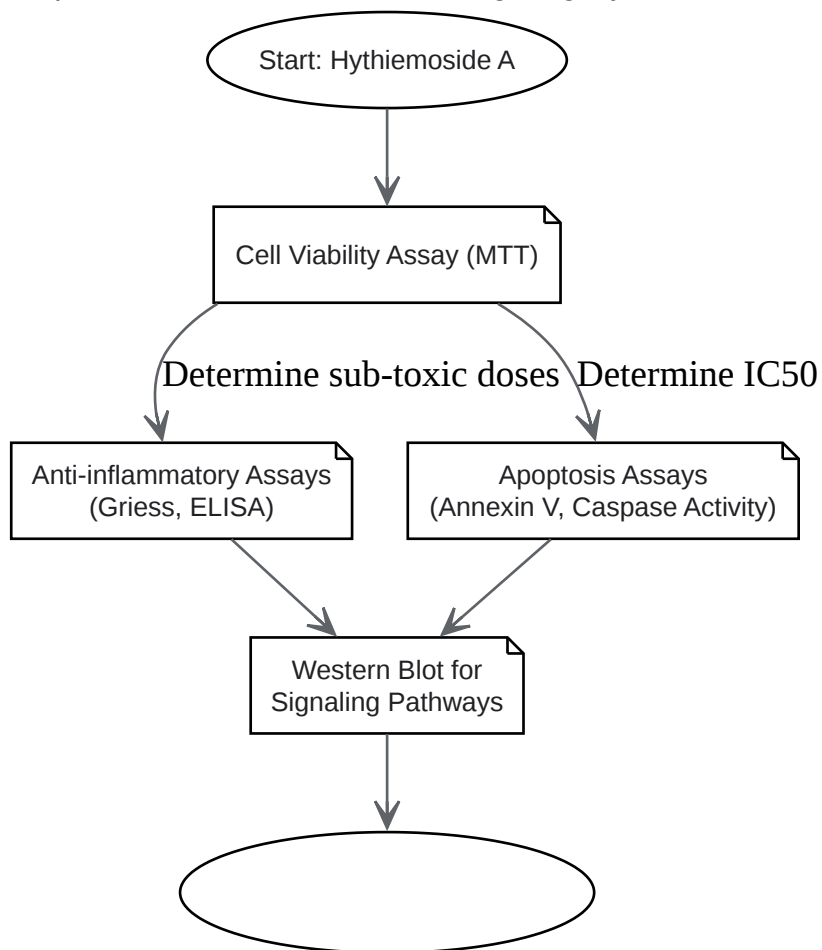 Start: Hythiemoside A
Cell Viability Assay (MTT)
Determine sub-toxic doses
Determine IC50
Anti-inflammatory Assays
(Griess, ELISA)
Apoptosis Assays
(Annexin V, Caspase Activity)
Western Blot for
Signaling Pathways